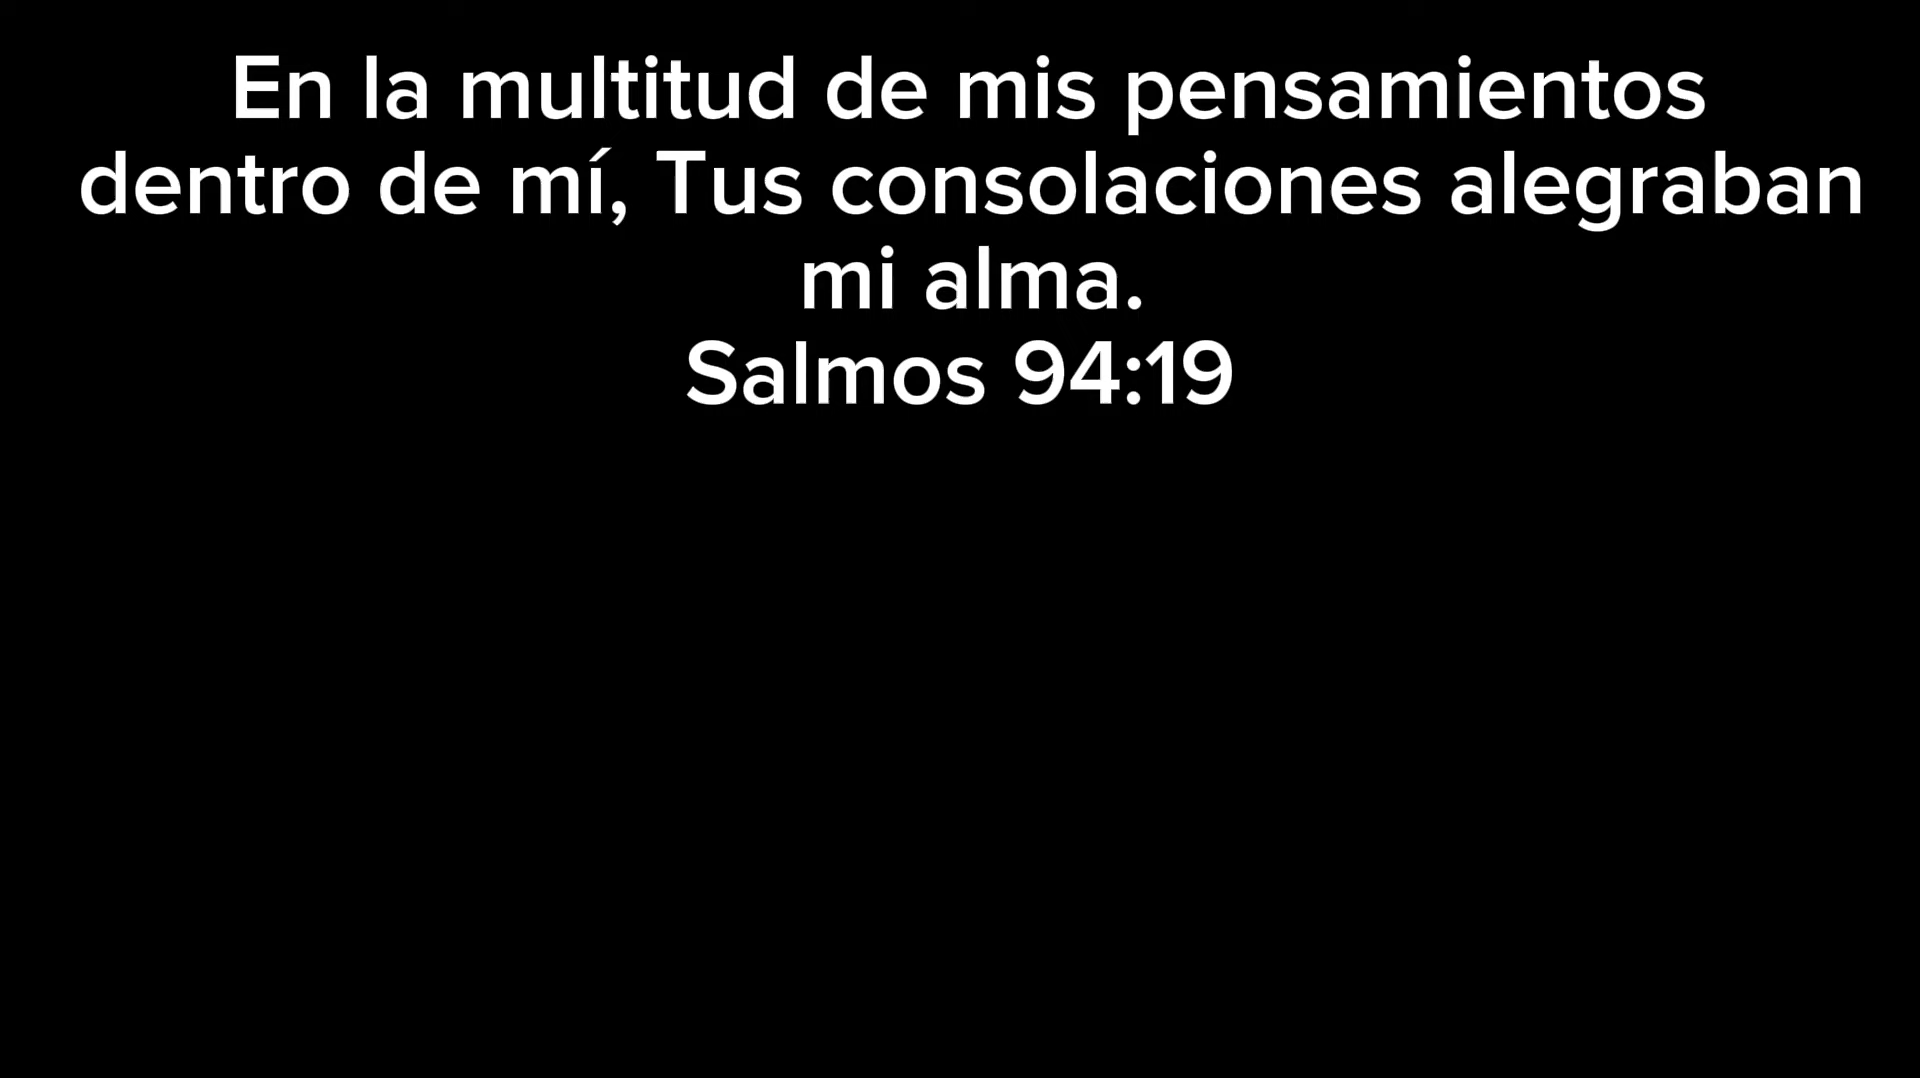 En la multitud de mis pensamientos
dentro de mí, Tus consolaciones alegraban
mi alma.
Salmos 94:19